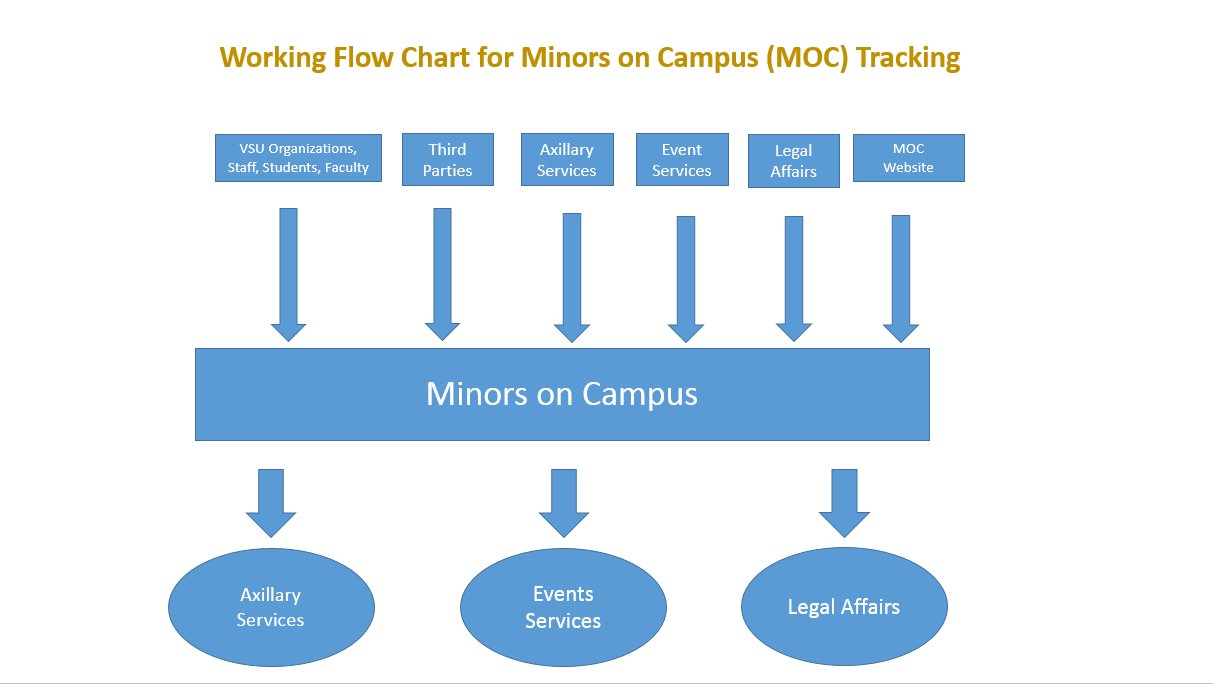 Working Flow Chart for Minors on Campus (MOC) Tracking
VSU Organizations,
Staff, Students, Faculty
Third
Parties
Axillary
Services
Event
Services
Legal
Affairs
MOC
Website
Minors on Campus
Axillary
Services
Events
Services
Legal Affairs